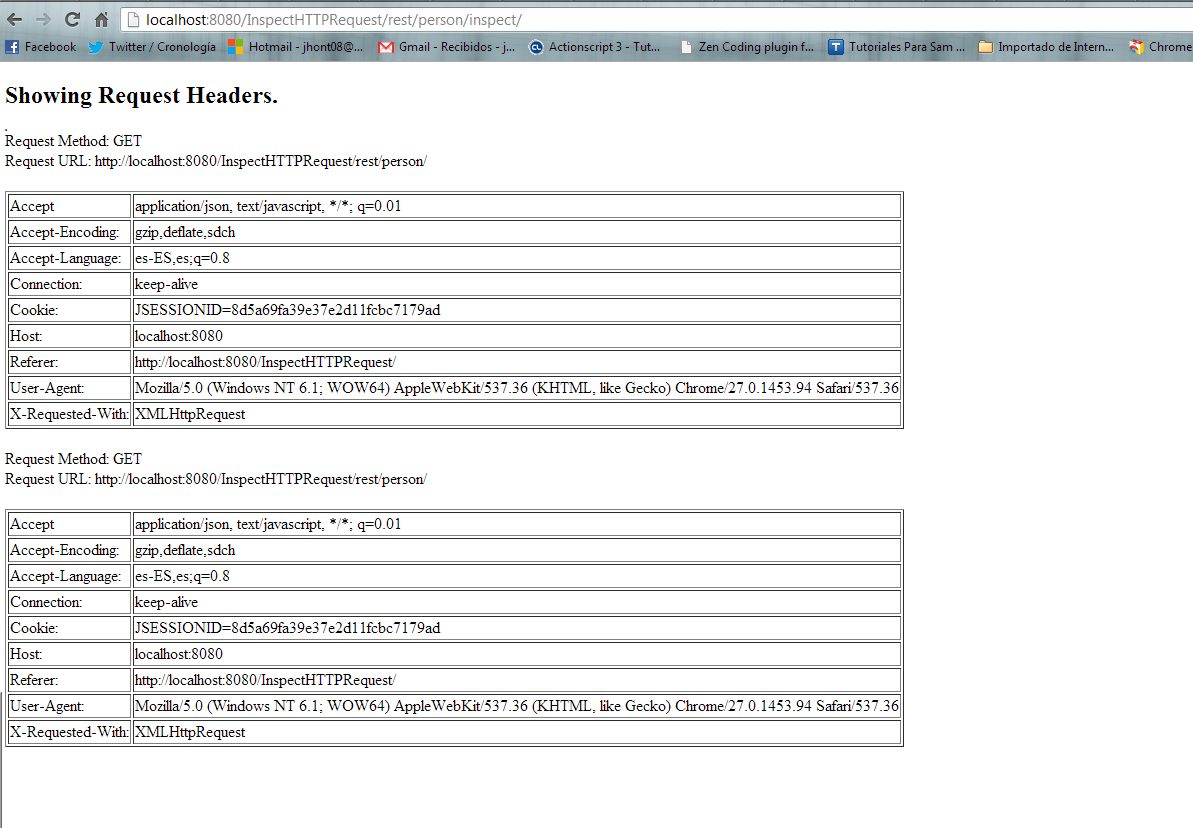 localhost:8080/InspectHTTPRequest/rest/person/inspect/
Facebook Twitter / Cronología Hotmail - jhont08@... Gmail - Recibidos - j... Actionscript 3 - Tut... Zen Coding plugin f... Tutoriales Para Sam ... Importado de Intern... Chrome
Showing Request Headers.
.
Request Method: GET
Request URL: http://localhost:8080/InspectHTTPRequest/rest/person/
Accept application/json, text/javascript, */*; q=0.01
Accept-Encoding: gzip,deflate,sdch
Accept-Language: es-ES,es;q=0.8
Connection: keep-alive
Cookie: JSESSIONID=8d5a69fa39e37e2d11fcbc7179ad
Host: localhost:8080
Referer: http://localhost:8080/InspectHTTPRequest/
User-Agent: Mozilla/5.0 (Windows NT 6.1; WOW64) AppleWebKit/537.36 (KHTML, like Gecko) Chrome/27.0.1453.94 Safari/537.36
X-Requested-With: XMLHttpRequest
Request Method: GET
Request URL: http://localhost:8080/InspectHTTPRequest/rest/person/
Accept application/json, text/javascript, */*; q=0.01
Accept-Encoding: gzip,deflate,sdch
Accept-Language: es-ES,es;q=0.8
Connection: keep-alive
Cookie: JSESSIONID=8d5a69fa39e37e2d11fcbc7179ad
Host: localhost:8080
Referer: http://localhost:8080/InspectHTTPRequest/
User-Agent: Mozilla/5.0 (Windows NT 6.1; WOW64) AppleWebKit/537.36 (KHTML, like Gecko) Chrome/27.0.1453.94 Safari/537.36
X-Requested-With: XMLHttpRequest